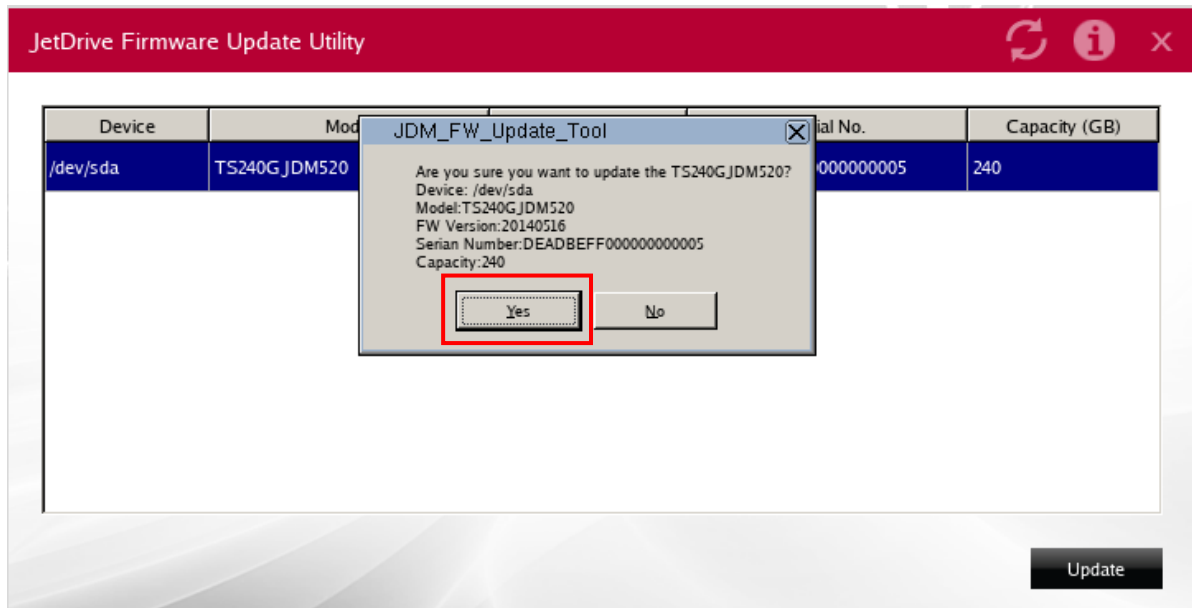 JetDrive Firmware Update Utility
Device Mod ial No. Capacity (GB)
/dev/sda TS240GJDM520 0000000005 240
JDM_FW_Update_Tool
Are you sure you want to update the TS240GJDM520?
Device: /dev/sda
Model:TS240GJDM520
FW Version:20140516
Serian Number:DEADBEFF000000000005
Capacity:240
Yes No
Update